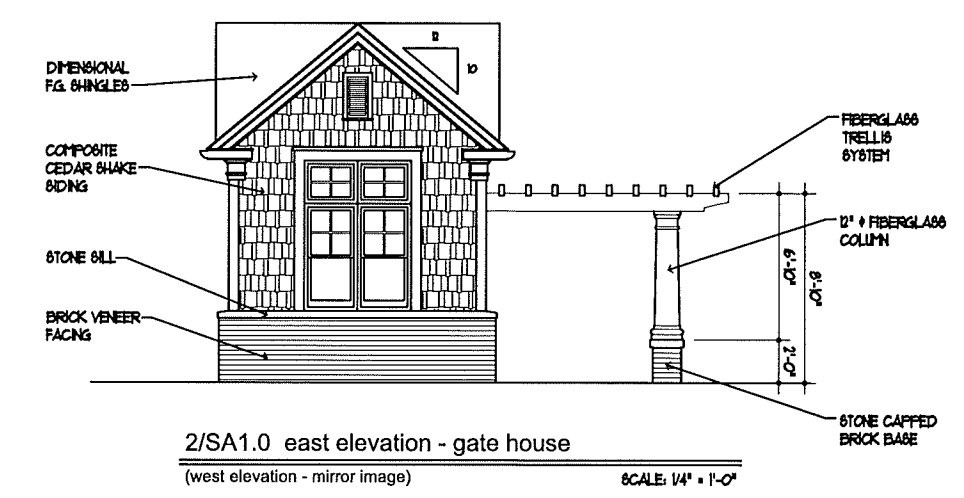 12
10
DIMENSIONAL
F.G. SHINGLES
COMPOSITE
CEDAR SHAKE
SIDING
STONE SILL
BRICK VENEER
FACING
FIBERGLASS
TRELLIS
SYSTEM
12" ϕ FIBERGLASS
COLUMN
6'-10"
8'-10"
2'-0"
STONE CAPPED
BRICK BASE
2/SA1.0 east elevation - gate house
(west elevation - mirror image)
SCALE: 1/4" = 1'-0"